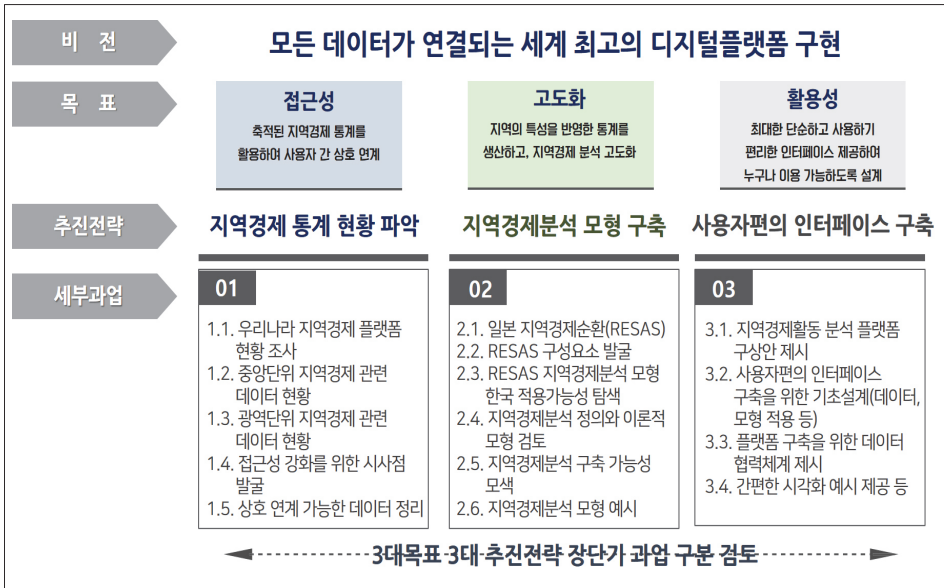 비 전
모든 데이터가 연결되는 세계 최고의 디지털플랫폼 구현
목 표
접근성
축적된 지역경제 통계를
활용하여 사용자 간 상호 연계
고도화
지역의 특성을 반영한 통계를
생산하고, 지역경제 분석 고도화
활용성
최대한 단순하고 사용하기
편리한 인터페이스 제공하여
누구나 이용 가능하도록 설계
추진전략
지역경제 통계 현황 파악
지역경제분석 모형 구축
사용자편의 인터페이스 구축
세부과업
01
1.1. 우리나라 지역경제 플랫폼
현황 조사
1.2. 중앙단위 지역경제 관련
데이터 현황
1.3. 광역단위 지역경제 관련
데이터 현황
1.4. 접근성 강화를 위한 시사점
발굴
1.5. 상호 연계 가능한 데이터 정리
02
2.1. 일본 지역경제순환(RESAS)
2.2. RESAS 구성요소 발굴
2.3. RESAS 지역경제분석 모형
한국 적용가능성 탐색
2.4. 지역경제분석 정의와 이론적
모형 검토
2.5. 지역경제분석 구축 가능성
모색
2.6. 지역경제분석 모형 예시
03
3.1. 지역경제활동 분석 플랫폼
구상안 제시
3.2. 사용자편의 인터페이스
구축을 위한 기초설계(데이터,
모형 적용 등)
3.3. 플랫폼 구축을 위한 데이터
협력체계 제시
3.4. 간편한 시각화 예시 제공 등
3대목표 3대 추진전략 장단기 과업 구분 검토